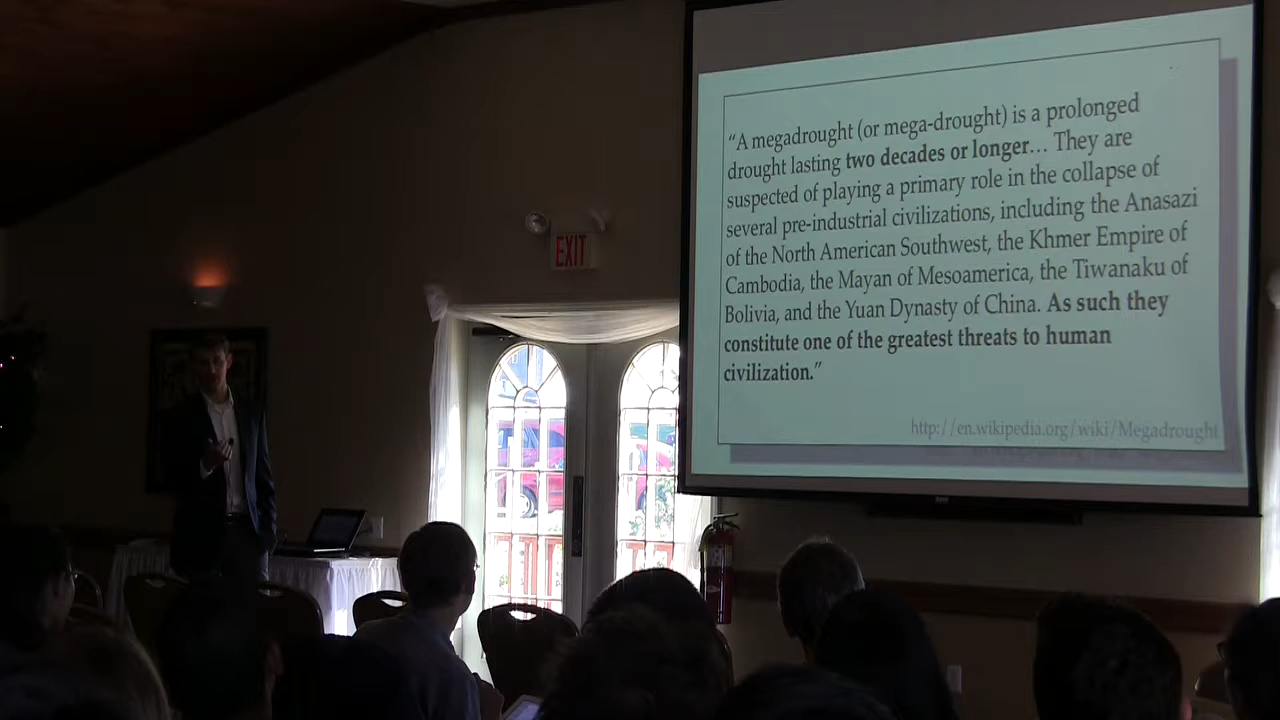 EXIT
“A megadrought (or mega-drought) is a prolonged
drought lasting two decades or longer… They are
suspected of playing a primary role in the collapse of
several pre-industrial civilizations, including the Anasazi
of the North American Southwest, the Khmer Empire of
Cambodia, the Mayan of Mesoamerica, the Tiwanaku of
Bolivia, and the Yuan Dynasty of China. As such they
constitute one of the greatest threats to human
civilization.”
http://en.wikipedia.org/wiki/Megadrought